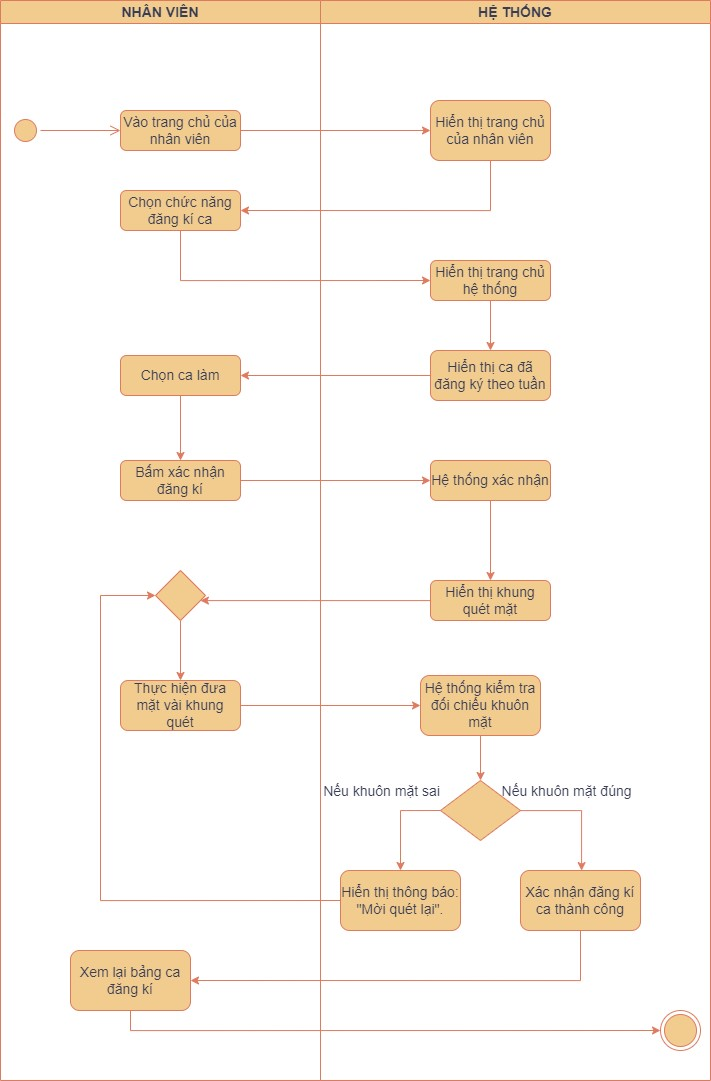 NHÂN VIÊN
HỆ THỐNG
Vào trang chủ của
nhân viên
Hiển thị trang chủ
của nhân viên
Chọn chức năng
đăng kí ca
Hiển thị trang chủ
hệ thống
Hiển thị ca đã
đăng ký theo tuần
Chọn ca làm
Bấm xác nhận
đăng kí
Hệ thống xác nhận
Hiển thị khung
quét mặt
Thực hiện đưa
mặt vài khung
quét
Hệ thống kiểm tra
đối chiếu khuôn
mặt
Nếu khuôn mặt sai
Nếu khuôn mặt đúng
Hiển thị thông báo:
"Mời quét lại".
Xác nhận đăng kí
ca thành công
Xem lại bảng ca
đăng kí